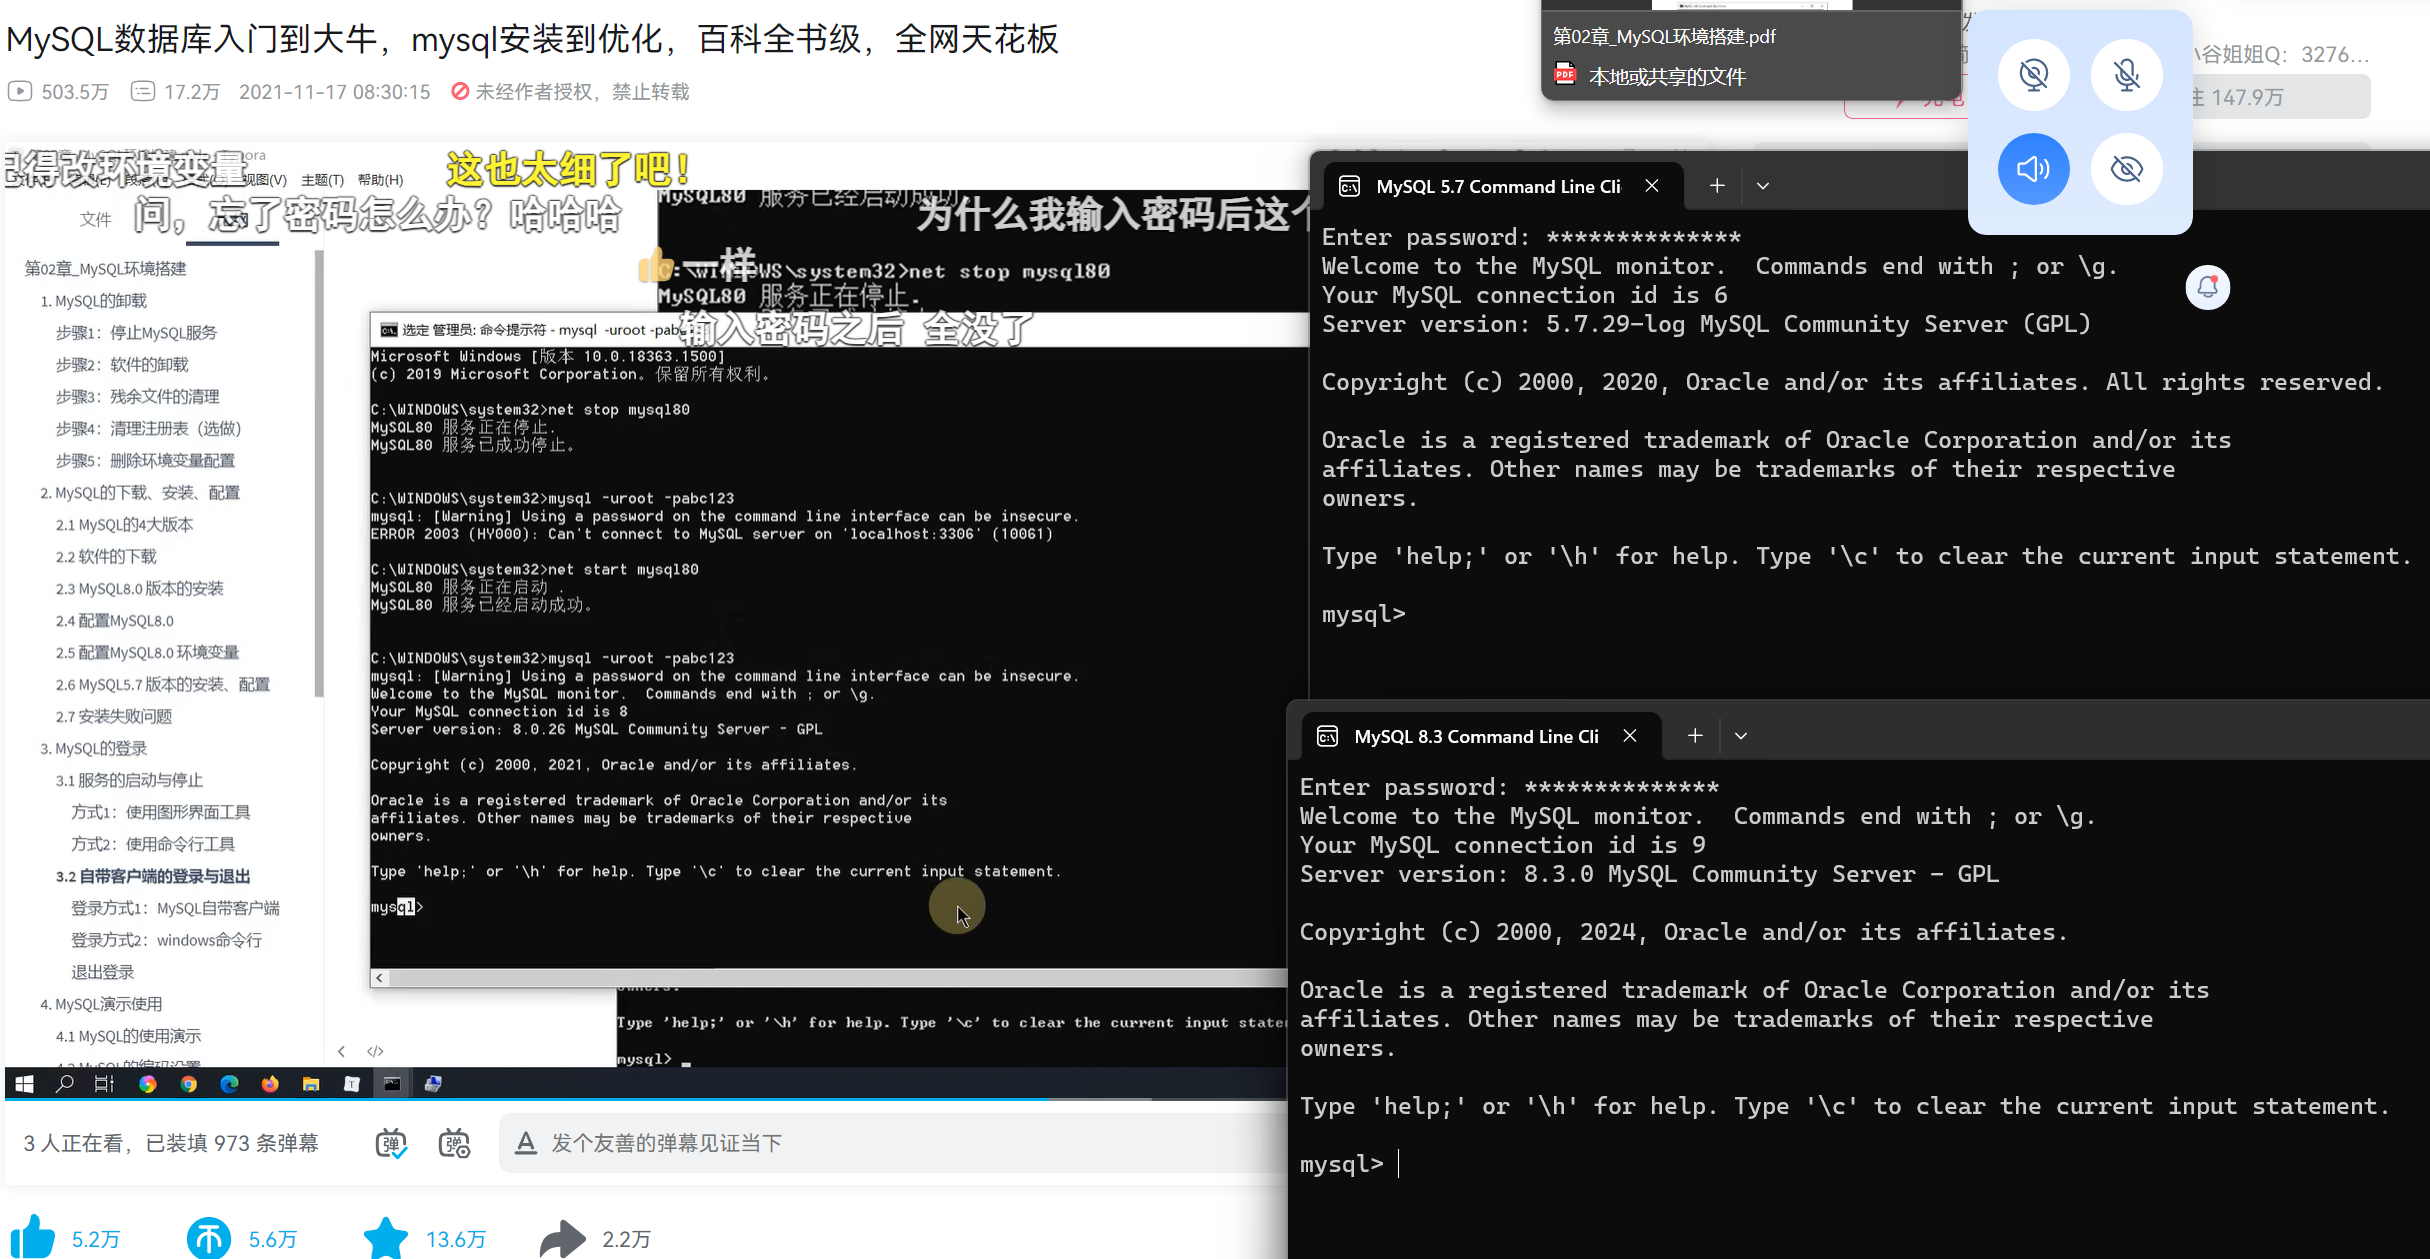 MySQL数据库入门到大牛，mysql安装到优化，百科全书级，全网天花板
503.5万 17.2万 2021-11-17 08:30:15 未经作者授权，禁止转载
第02章_MySQL环境搭建.pdf
本地或共享的文件
小谷姐姐Q：3276...
注 147.9万
记得改环境变量
这也太细了吧！
视图(V) 主题(T) 帮助(H)
问，忘了密码怎么办？哈哈哈
为什么我输入密码后这个
文件
一样
输入密码之后 全没了
第02章_MySQL环境搭建
1. MySQL的卸载
步骤1：停止MySQL服务
步骤2：软件的卸载
步骤3：残余文件的清理
步骤4：清理注册表（选做）
步骤5：删除环境变量配置
2. MySQL的下载、安装、配置
2.1 MySQL的4大版本
2.2 软件的下载
2.3 MySQL8.0 版本的安装
2.4 配置MySQL8.0
2.5 配置MySQL8.0 环境变量
2.6 MySQL5.7 版本的安装、配置
2.7 安装失败问题
3. MySQL的登录
3.1 服务的启动与停止
方式1：使用图形界面工具
方式2：使用命令行工具
3.2 自带客户端的登录与退出
登录方式1：MySQL自带客户端
登录方式2：windows命令行
退出登录
4. MySQL演示使用
4.1 MySQL的使用演示
4.2 MySQL的编码设置
MySQL80 服务已经启动成功.
C:\WINDOWS\system32>net stop mysql80
MySQL80 服务正在停止.
选定 管理员: 命令提示符 - mysql -uroot -pabc
Microsoft Windows [版本 10.0.18363.1500]
(c) 2019 Microsoft Corporation。保留所有权利。
C:\WINDOWS\system32>net stop mysql80
MySQL80 服务正在停止.
MySQL80 服务已成功停止。
C:\WINDOWS\system32>mysql -uroot -pabc123
mysql: [Warning] Using a password on the command line interface can be insecure.
ERROR 2003 (HY000): Can't connect to MySQL server on 'localhost:3306' (10061)
C:\WINDOWS\system32>net start mysql80
MySQL80 服务正在启动 .
MySQL80 服务已经启动成功。
C:\WINDOWS\system32>mysql -uroot -pabc123
mysql: [Warning] Using a password on the command line interface can be insecure.
Welcome to the MySQL monitor.  Commands end with ; or \g.
Your MySQL connection id is 8
Server version: 8.0.26 MySQL Community Server - GPL
Copyright (c) 2000, 2021, Oracle and/or its affiliates.
Oracle is a registered trademark of Oracle Corporation and/or its
affiliates. Other names may be trademarks of their respective
owners.
Type 'help;' or '\h' for help. Type '\c' to clear the current input statement.
mysql>
owners.
Type 'help;' or '\h' for help. Type '\c' to clear the current input state
mysql> _
MySQL 5.7 Command Line Cli
Enter password: **************
Welcome to the MySQL monitor.  Commands end with ; or \g.
Your MySQL connection id is 6
Server version: 5.7.29-log MySQL Community Server (GPL)
Copyright (c) 2000, 2020, Oracle and/or its affiliates. All rights reserved.
Oracle is a registered trademark of Oracle Corporation and/or its
affiliates. Other names may be trademarks of their respective
owners.
Type 'help;' or '\h' for help. Type '\c' to clear the current input statement.
mysql>
MySQL 8.3 Command Line Cli
Enter password: **************
Welcome to the MySQL monitor.  Commands end with ; or \g.
Your MySQL connection id is 9
Server version: 8.3.0 MySQL Community Server - GPL
Copyright (c) 2000, 2024, Oracle and/or its affiliates.
Oracle is a registered trademark of Oracle Corporation and/or its
affiliates. Other names may be trademarks of their respective
owners.
Type 'help;' or '\h' for help. Type '\c' to clear the current input statement.
mysql>
3 人正在看，已装填 973 条弹幕
发个友善的弹幕见证当下
5.2万 5.6万 13.6万 2.2万